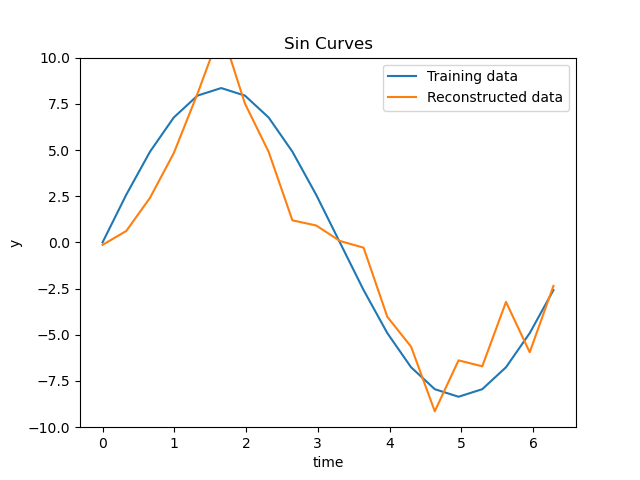 Sin Curves
Training data
Reconstructed data
10.0
7.5
5.0
2.5
0.0
−2.5
−5.0
−7.5
−10.0
y
0 1 2 3 4 5 6
time